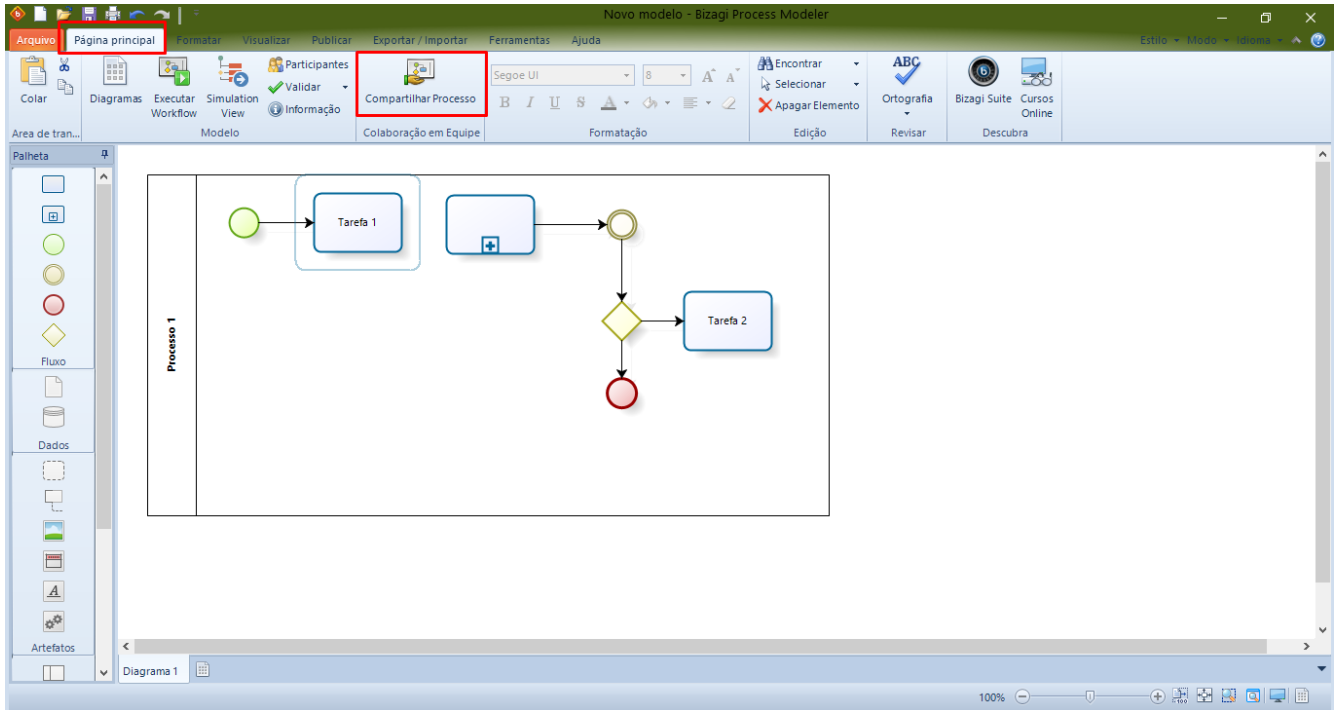 Novo modelo - Bizagi Process Modeler
Arquivo Página principal Formatar Visualizar Publicar Exportar / Importar Ferramentas Ajuda Estilo Modo Idioma
Colar
Diagramas
Executar Workflow
Simulation View
Participantes
Validar
Informação
Compartilhar Processo
Segoe UI 8
B I U S A
Encontrar
Selecionar
Apagar Elemento
ABC
Ortografia
Bizagi Suite
Cursos Online
Area de tran... Modelo Colaboração em Equipe Formatação Edição Revisar Descubra
Palheta
Fluxo
Dados
A
Artefatos
Processo 1
Tarefa 1
Tarefa 2
Diagrama 1
100%